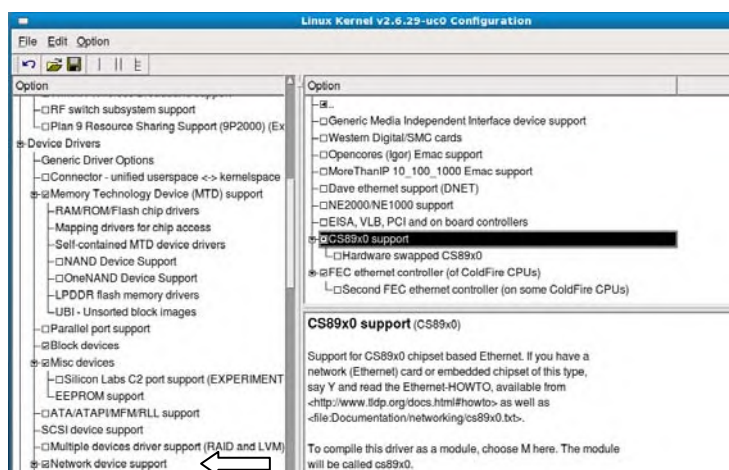 Linux Kernel v2.6.29-uc0 Configuration
File Edit Option
Option
RF switch subsystem support
Plan 9 Resource Sharing Support (9P2000) (Ex
Device Drivers
Generic Driver Options
Connector - unified userspace <-> kernelspace
Memory Technology Device (MTD) support
RAM/ROM/Flash chip drivers
Mapping drivers for chip access
Self-contained MTD device drivers
NAND Device Support
OneNAND Device Support
LPDDR flash memory drivers
UBI - Unsorted block images
Parallel port support
Block devices
Misc devices
Silicon Labs C2 port support (EXPERIMENT
EEPROM support
ATA/ATAPI/MFM/RLL support
SCSI device support
Multiple devices driver support (RAID and LVM)
Network device support
Option
..
Generic Media Independent Interface device support
Western Digital/SMC cards
Opencores (Igor) Emac support
MoreThanIP 10_100_1000 Emac support
Dave ethernet support (DNET)
NE2000/NE1000 support
EISA, VLB, PCI and on board controllers
CS89x0 support
Hardware swapped CS89x0
FEC ethernet controller (of ColdFire CPUs)
Second FEC ethernet controller (on some ColdFire CPUs)
CS89x0 support (CS89x0)
Support for CS89x0 chipset based Ethernet. If you have a
network (Ethernet) card or embedded chipset of this type,
say Y and read the Ethernet-HOWTO, available from
<http://www.tldp.org/docs.html#howto> as well as
<file:Documentation/networking/cs89x0.txt>.
To compile this driver as a module, choose M here. The module
will be called cs89x0.